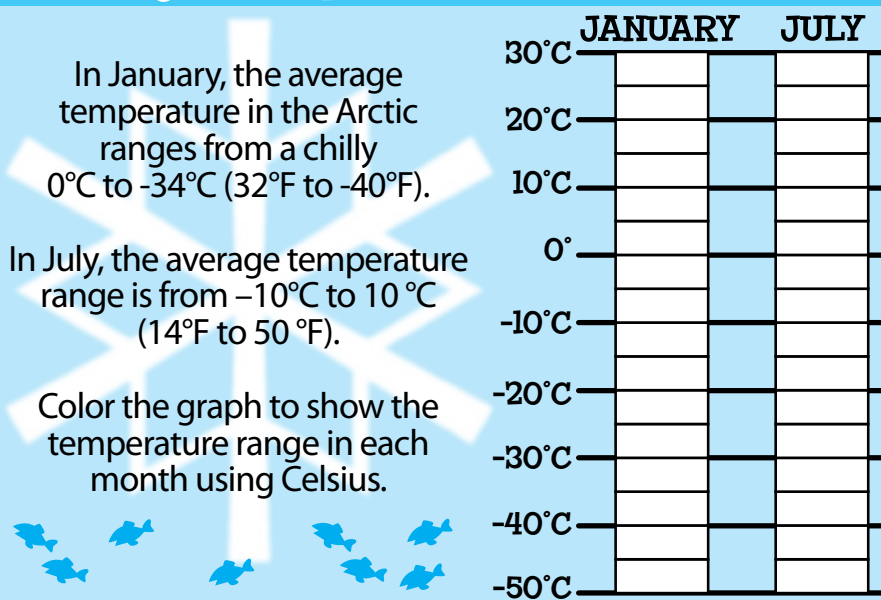 In January, the average
temperature in the Arctic
ranges from a chilly
0°C to -34°C (32°F to -40°F).
In July, the average temperature
range is from –10°C to 10 °C
(14°F to 50 °F).
Color the graph to show the
temperature range in each
month using Celsius.
JANUARY JULY
30°C
20°C
10°C
0°
-10°C
-20°C
-30°C
-40°C
-50°C